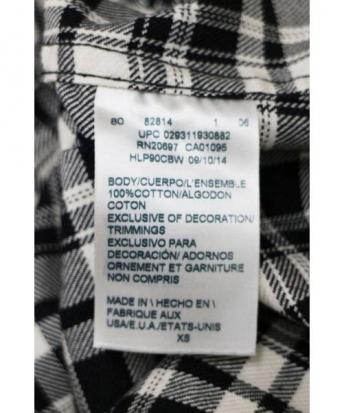 BO 82814 1 06
UPC 029311930882
RN20697 CA01095
HLP90CBW 09/10/14
BODY/CUERPO/L'ENSEMBLE
100%COTTON/ALGODON
COTON
EXCLUSIVE OF DECORATION/
TRIMMINGS
EXCLUSIVO PARA
DECORACIÓN/ ADORNOS
ORNEMENT ET GARNITURE
NON COMPRIS
MADE IN \ HECHO EN \
FABRIQUE AUX
USA/E.U.A./ETATS-UNIS
XS